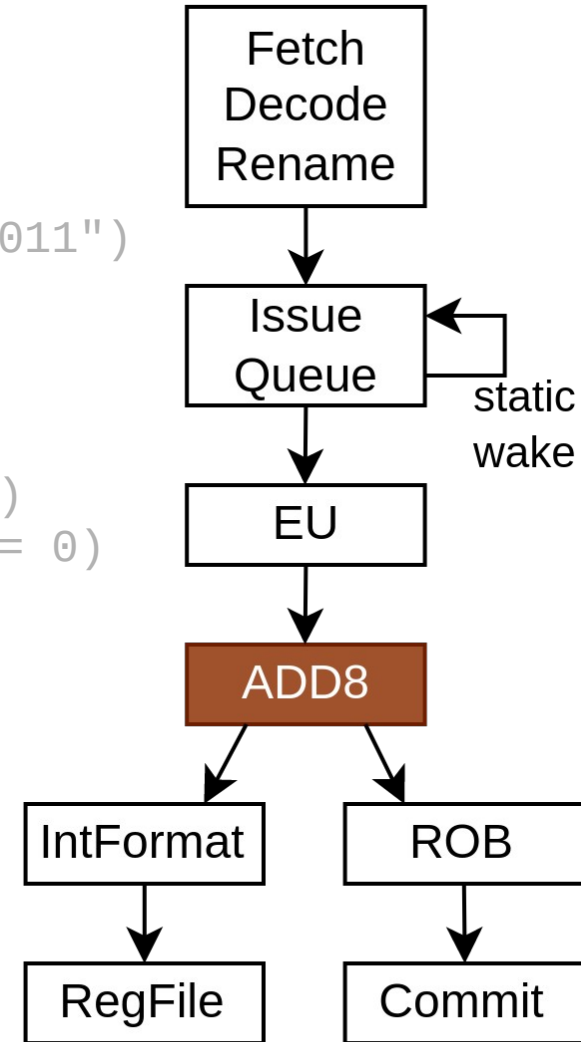 Fetch
Decode
Rename
011")
Issue
Queue
static
wake
)
= 0)
EU
ADD8
IntFormat
ROB
RegFile
Commit